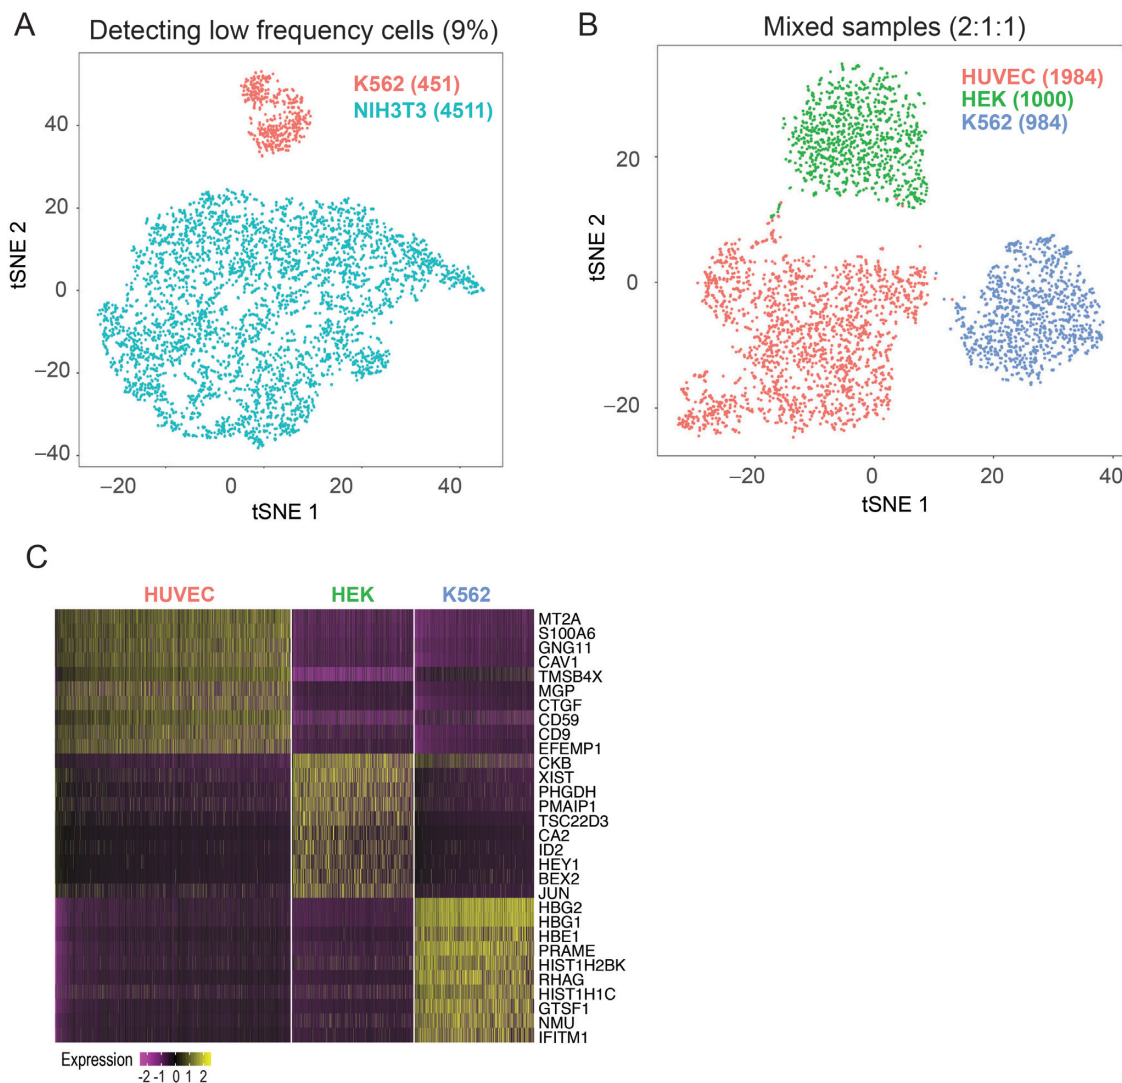 A
Detecting low frequency cells (9%)
K562 (451)
NIH3T3 (4511)
40
20
0
−20
−40
tSNE 2
−20
0
20
40
tSNE 1
B
Mixed samples (2:1:1)
HUVEC (1984)
HEK (1000)
K562 (984)
20
0
−20
tSNE 2
−20
0
20
40
tSNE 1
C
HUVEC
HEK
K562
MT2A
S100A6
GNG11
CAV1
TMSB4X
MGP
CTGF
CD59
CD9
EFEMP1
CKB
XIST
PHGDH
PMAIP1
TSC22D3
CA2
ID2
HEY1
BEX2
JUN
HBG2
HBG1
HBE1
PRAME
HIST1H2BK
RHAG
HIST1H1C
GTSF1
NMU
IFITM1
Expression
-2 -1 0 1 2